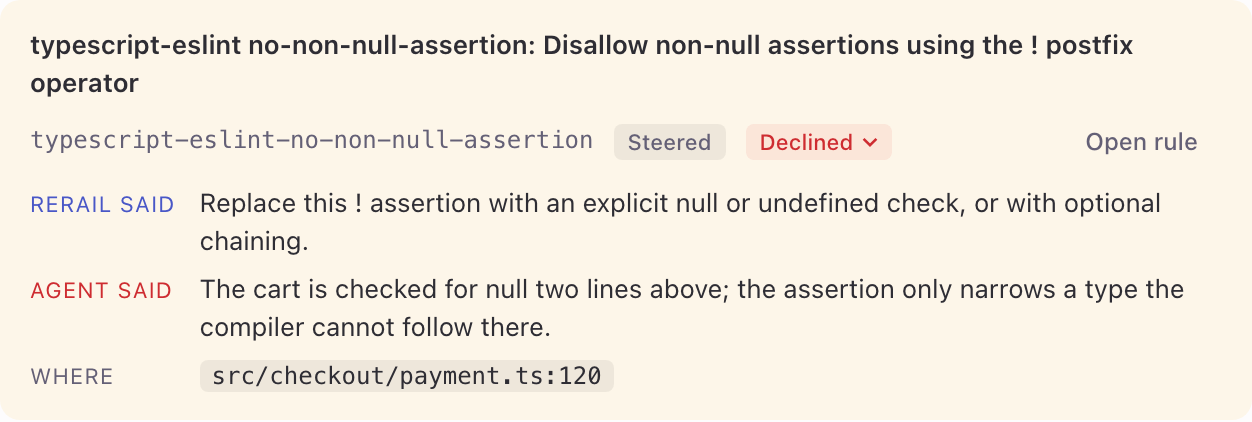 typescript-eslint no-non-null-assertion: Disallow non-null assertions using the ! postfix
operator
typescript-eslint-no-non-null-assertion Steered Declined Open rule
RERAIL SAID Replace this ! assertion with an explicit null or undefined check, or with optional
chaining.
AGENT SAID The cart is checked for null two lines above; the assertion only narrows a type the
compiler cannot follow there.
WHERE src/checkout/payment.ts:120